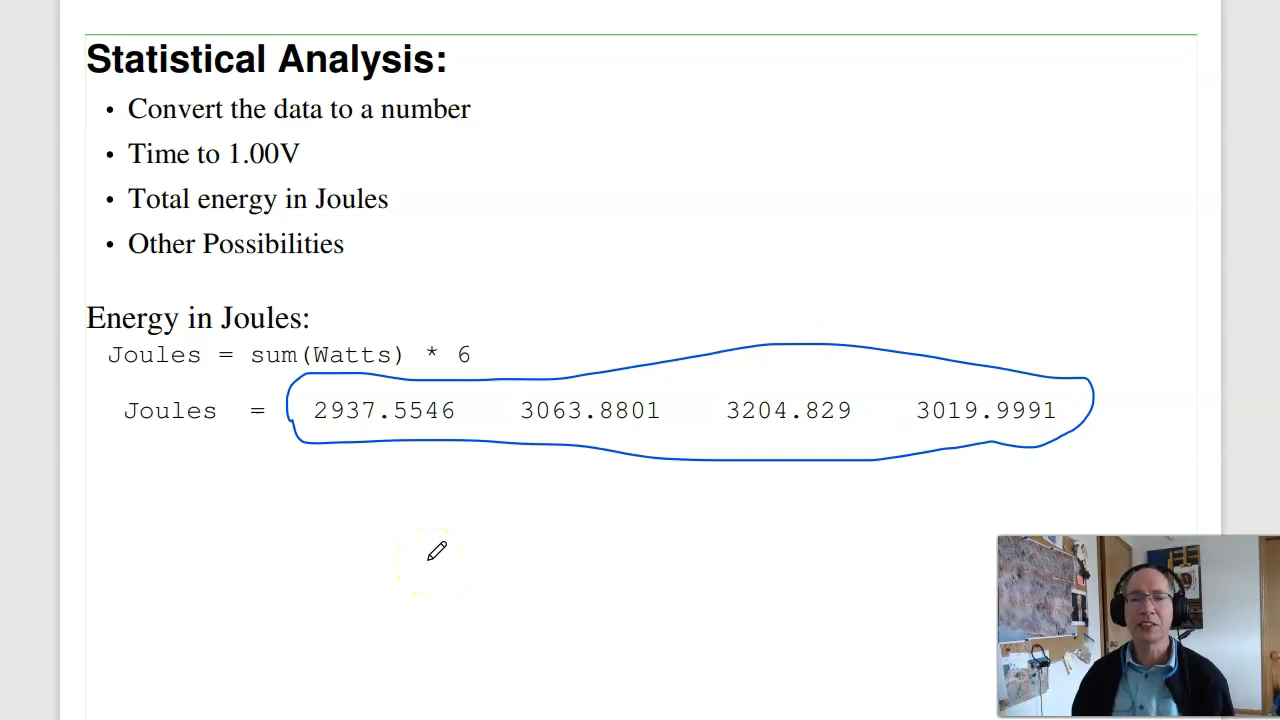 Statistical Analysis:
• Convert the data to a number
• Time to 1.00V
• Total energy in Joules
• Other Possibilities
Energy in Joules:
Joules = sum(Watts) * 6
Joules = 2937.5546 3063.8801 3204.829 3019.9991